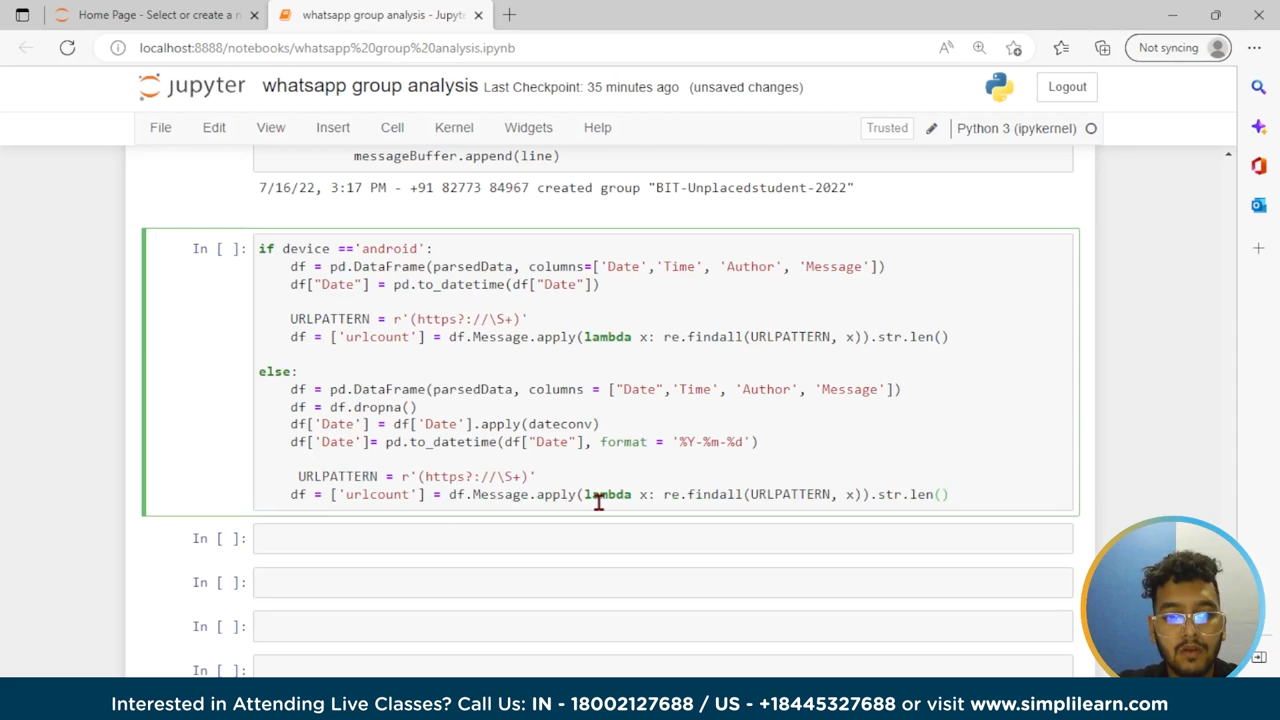 Home Page - Select or create a n
whatsapp group analysis - Jupyte
localhost:8888/notebooks/whatsapp%20group%20analysis.ipynb
Not syncing
jupyter whatsapp group analysis Last Checkpoint: 35 minutes ago (unsaved changes)
Logout
File Edit View Insert Cell Kernel Widgets Help
Trusted Python 3 (ipykernel)
messageBuffer.append(line)
7/16/22, 3:17 PM - +91 82773 84967 created group "BIT-Unplacedstudent-2022"
In [ ]: if device =='android':
df = pd.DataFrame(parsedData, columns=['Date','Time', 'Author', 'Message'])
df["Date"] = pd.to_datetime(df["Date"])
URLPATTERN = r'(https?://\S+)'
df = ['urlcount'] = df.Message.apply(lambda x: re.findall(URLPATTERN, x)).str.len()
else:
df = pd.DataFrame(parsedData, columns = ["Date",'Time', 'Author', 'Message'])
df = df.dropna()
df['Date'] = df['Date'].apply(dateconv)
df['Date']= pd.to_datetime(df["Date"], format = '%Y-%m-%d')
URLPATTERN = r'(https?://\S+)'
df = ['urlcount'] = df.Message.apply(lambda x: re.findall(URLPATTERN, x)).str.len()
In [ ]:
In [ ]:
In [ ]:
In [ ]:
Interested in Attending Live Classes? Call Us: IN - 18002127688 / US - +18445327688 or visit www.simplilearn.com